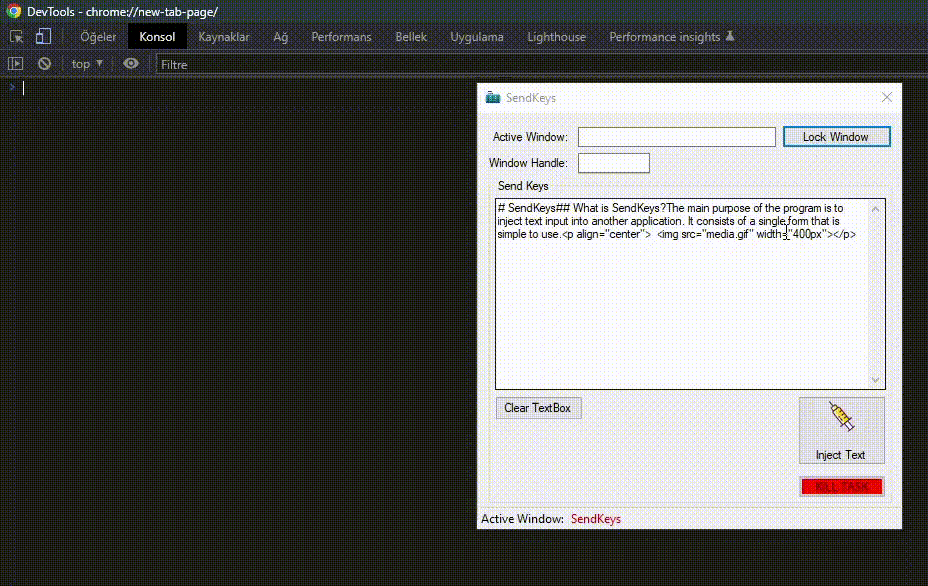 DevTools - chrome://new-tab-page/
Öğeler Konsol Kaynaklar Ağ Performans Bellek Uygulama Lighthouse Performance insights
top Filtre
SendKeys
Active Window: Lock Window
Window Handle:
Send Keys
# SendKeys## What is SendKeys?The main purpose of the program is to
inject text input into another application. It consists of a single form that is
simple to use.<p align="center"> <img src="media.gif" width="400px"></p>
Clear TextBox
Inject Text
KILL TASK
Active Window: SendKeys